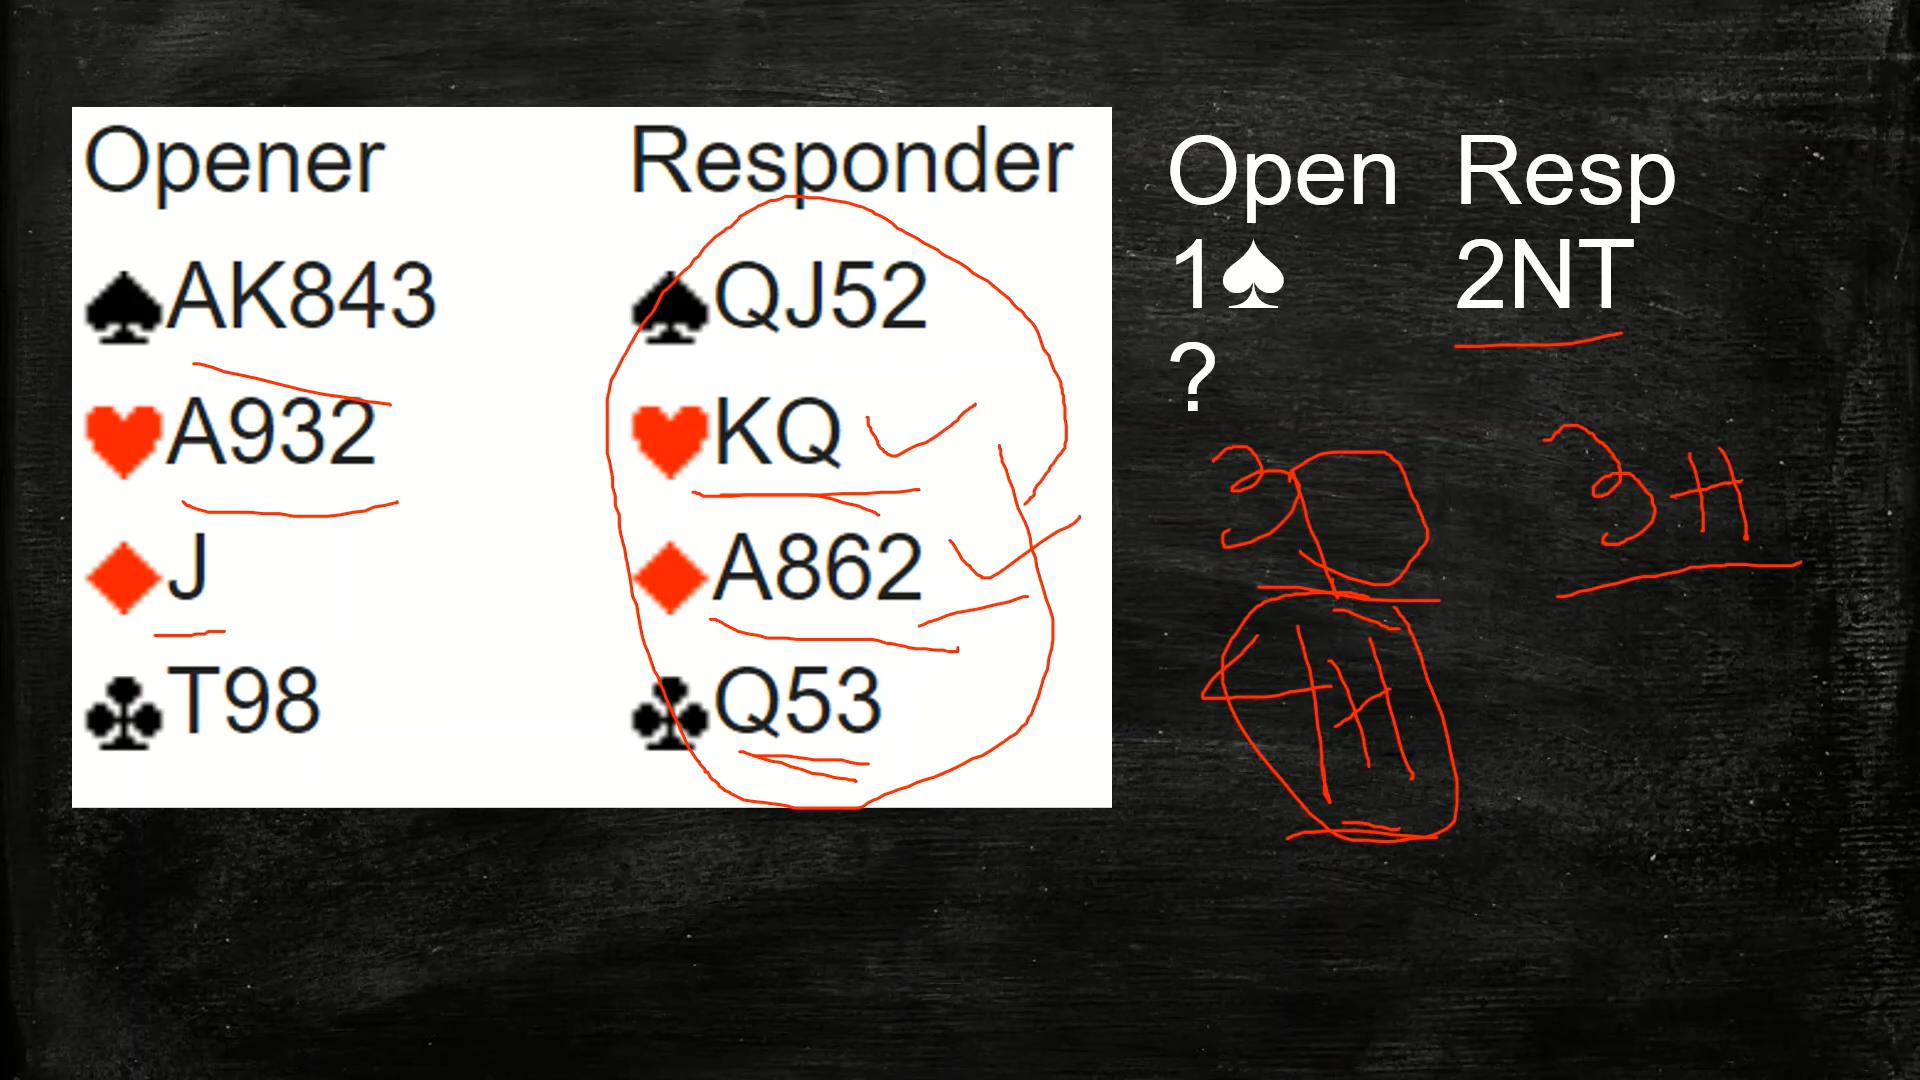 Opener Responder
♠AK843 ♠QJ52
♥A932 ♥KQ
♦J ♦A862
♣T98 ♣Q53
Open Resp
1♠ 2NT
?
3D 3H
4H